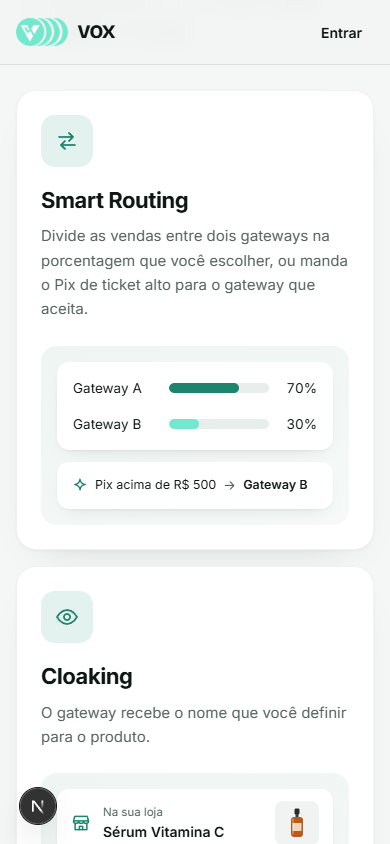 VOX
Entrar
Smart Routing
Divide as vendas entre dois gateways na
porcentagem que você escolher, ou manda
o Pix de ticket alto para o gateway que
aceita.
Gateway A 70%
Gateway B 30%
Pix acima de R$ 500 → Gateway B
Cloaking
O gateway recebe o nome que você definir
para o produto.
N
Na sua loja
Sérum Vitamina C